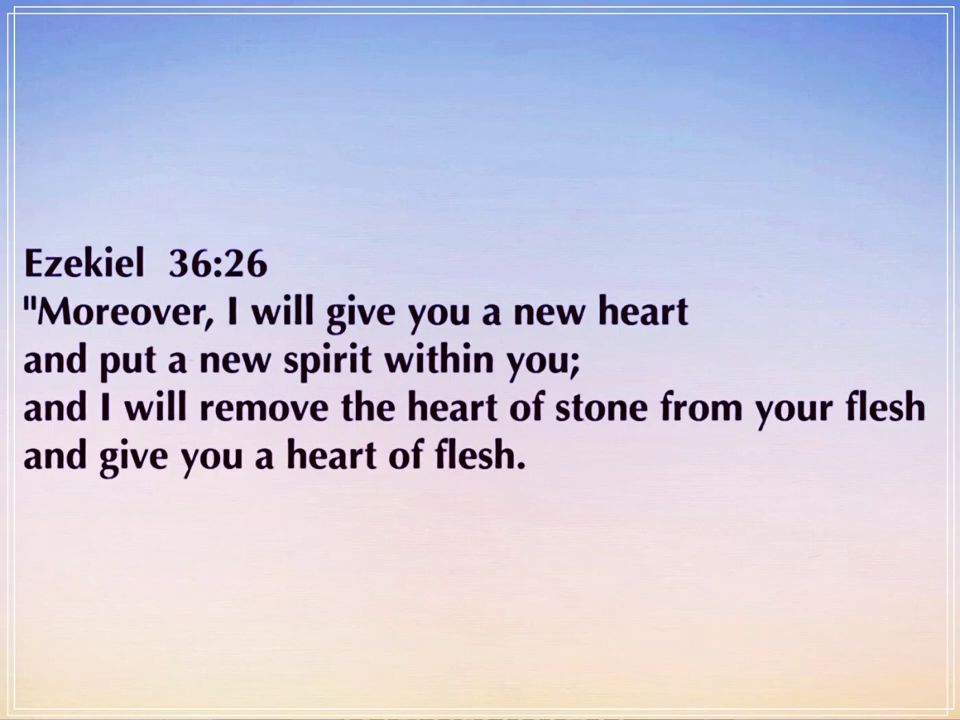 Ezekiel  36:26
"Moreover, I will give you a new heart
and put a new spirit within you;
and I will remove the heart of stone from your flesh
and give you a heart of flesh.